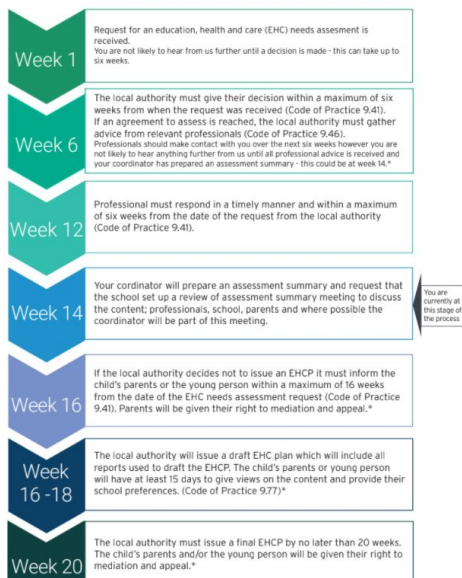 Week 1
Request for an education, health and care (EHC) needs assesment is
received.
You are not likely to hear from us further until a decision is made - this can take up to
six weeks.
Week 6
The local authority must give their decision within a maximum of six
weeks from when the request was received (Code of Practice 9.41).
If an agreement to assess is reached, the local authority must gather
advice from relevant professionals (Code of Practice 9.46).
Professionals should make contact with you over the next six weeks however you are
not likely to hear anything further from us until all professional advice is received and
your coordinator has prepared an assessment summary - this could be at week 14.*
Week 12
Professional must respond in a timely manner and within a maximum
of six weeks from the date of the request from the local authority
(Code of Practice 9.41).
Week 14
Your cordinator will prepare an assessment summary and request that
the school set up a review of assessment summary meeting to discuss
the content; professionals, school, parents and where possible the
coordinator will be part of this meeting.
You are
currently at
this stage of
the process
Week 16
If the local authority decides not to issue an EHCP it must inform the
child's parents or the young person within a maximum of 16 weeks
from the date of the EHC needs assessment request (Code of Practice
9.41). Parents will be given their right to mediation and appeal.*
Week
16 -18
The local authority will issue a draft EHC plan which will include all
reports used to draft the EHCP. The child's parents or young person
will have at least 15 days to give views on the content and provide their
school preferences. (Code of Practice 9.77)*
Week 20
The local authority must issue a final EHCP by no later than 20 weeks.
The child's parents and/or the young person will be given their right to
mediation and appeal.*